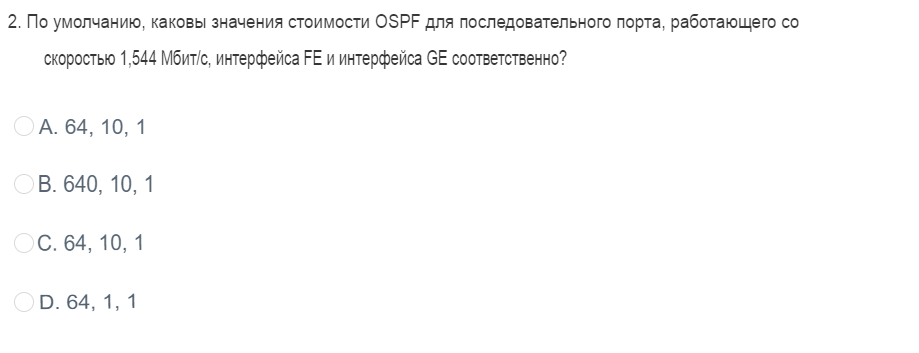 2. По умолчанию, каковы значения стоимости OSPF для последовательного порта, работающего со
скоростью 1,544 Мбит/с, интерфейса FE и интерфейса GE соответственно?
A. 64, 10, 1
B. 640, 10, 1
C. 64, 10, 1
D. 64, 1, 1